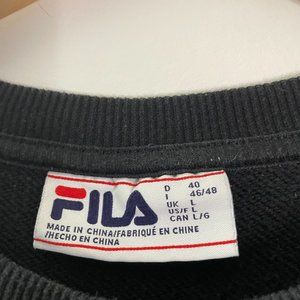 FILA
D 40
I 46/48
UK L
US/F L
CAN L/G
MADE IN CHINA/FABRIQUÉ EN CHINE
/HECHO EN CHINA